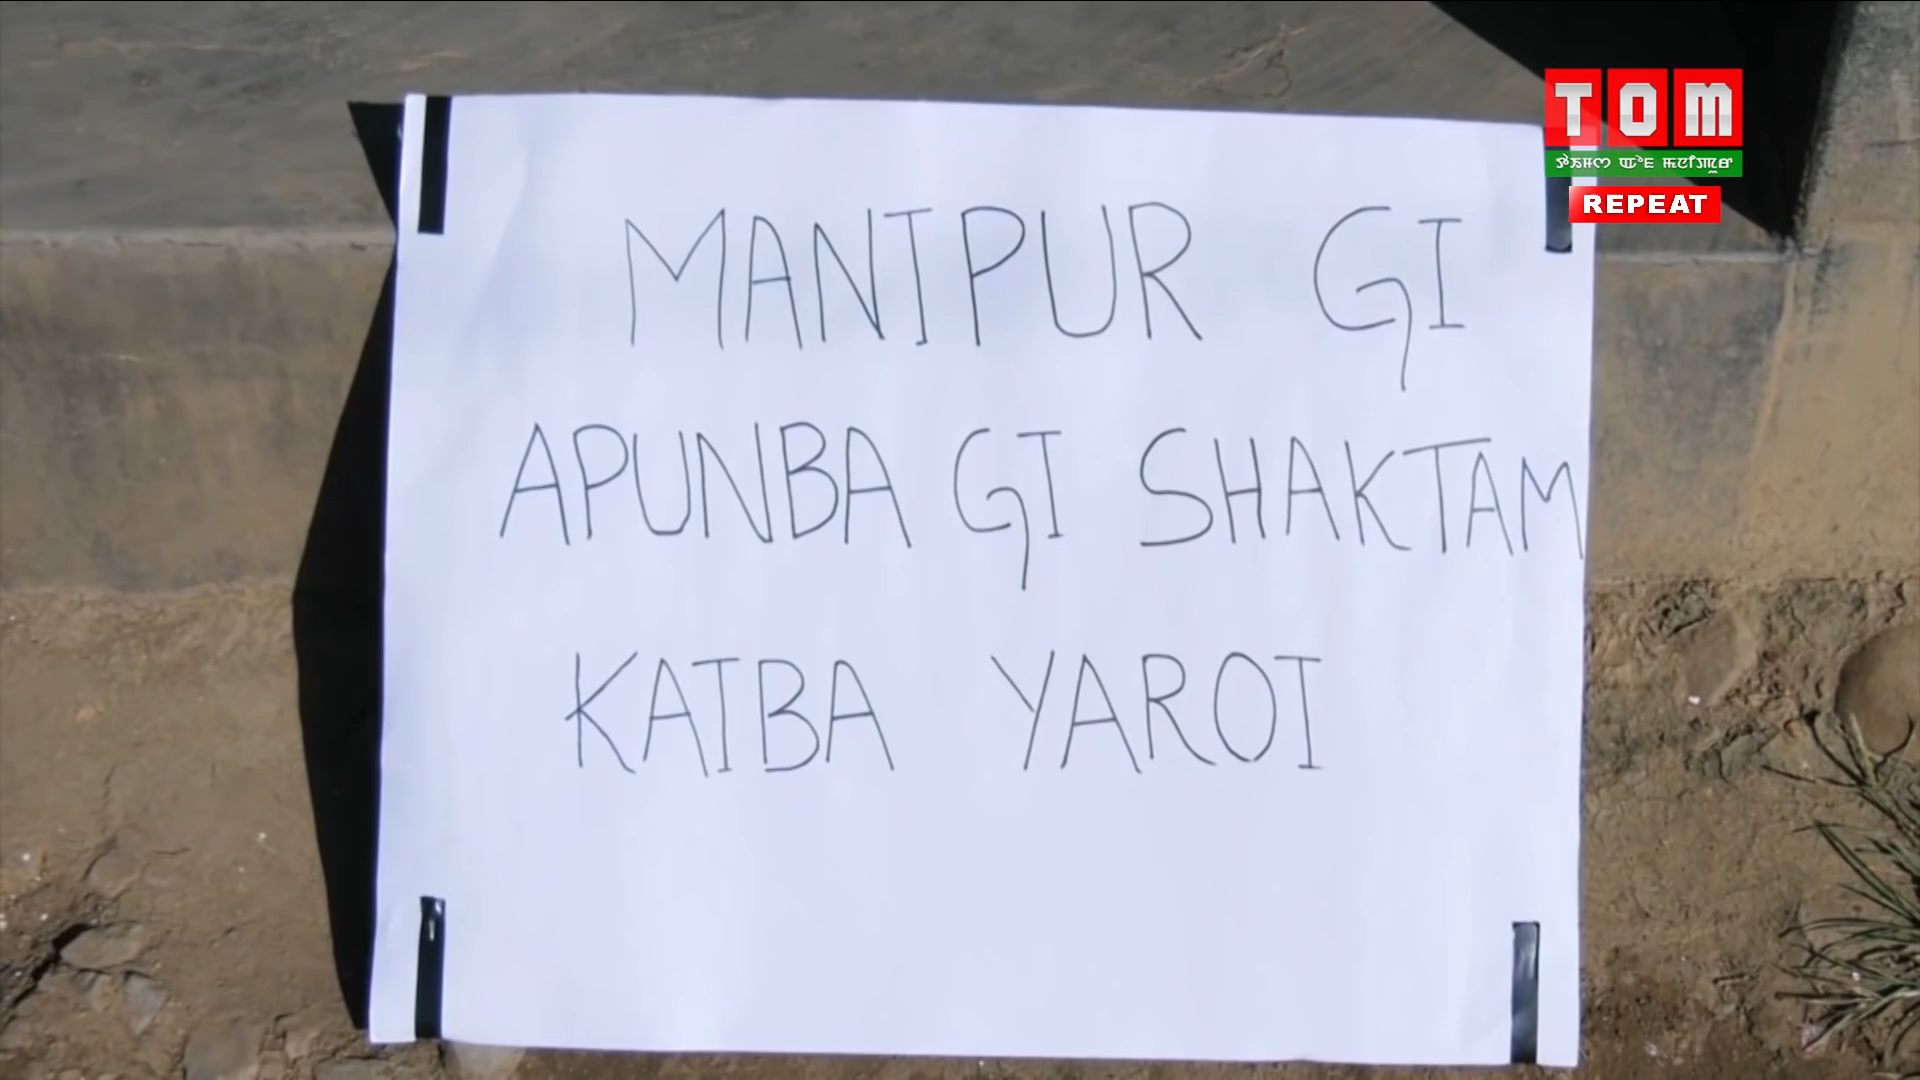 TOM
REPEAT
MANIPUR GI
APUNBA GI SHAKTAM
KAIBA YAROI